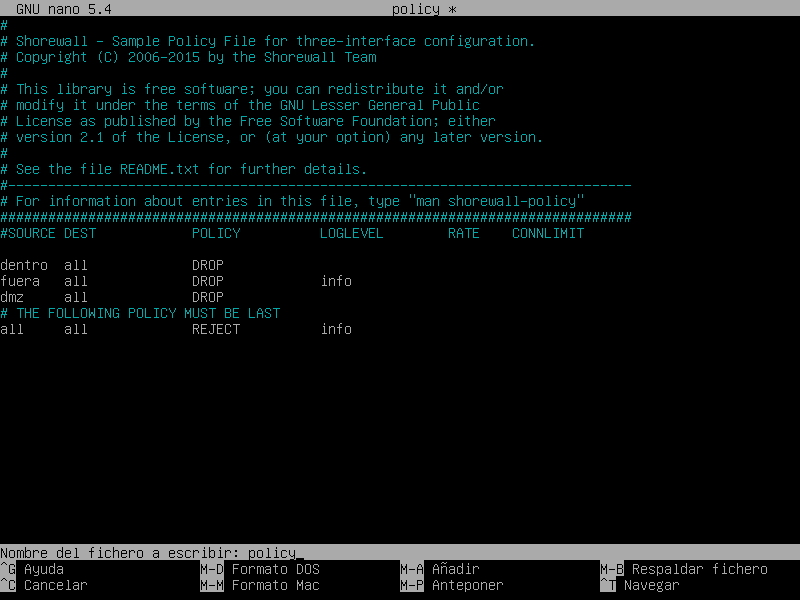 GNU nano 5.4 policy *
#
# Shorewall - Sample Policy File for three-interface configuration.
# Copyright (C) 2006-2015 by the Shorewall Team
#
# This library is free software; you can redistribute it and/or
# modify it under the terms of the GNU Lesser General Public
# License as published by the Free Software Foundation; either
# version 2.1 of the License, or (at your option) any later version.
#
# See the file README.txt for further details.
#------------------------------------------------------------------------------
# For information about entries in this file, type "man shorewall-policy"
###############################################################################
#SOURCE DEST POLICY LOGLEVEL RATE CONNLIMIT
dentro all DROP
fuera all DROP info
dmz all DROP
# THE FOLLOWING POLICY MUST BE LAST
all all REJECT info
Nombre del fichero a escribir: policy_
^G Ayuda M-D Formato DOS M-A Añadir M-B Respaldar fichero
^C Cancelar M-M Formato Mac M-P Anteponer ^T Navegar